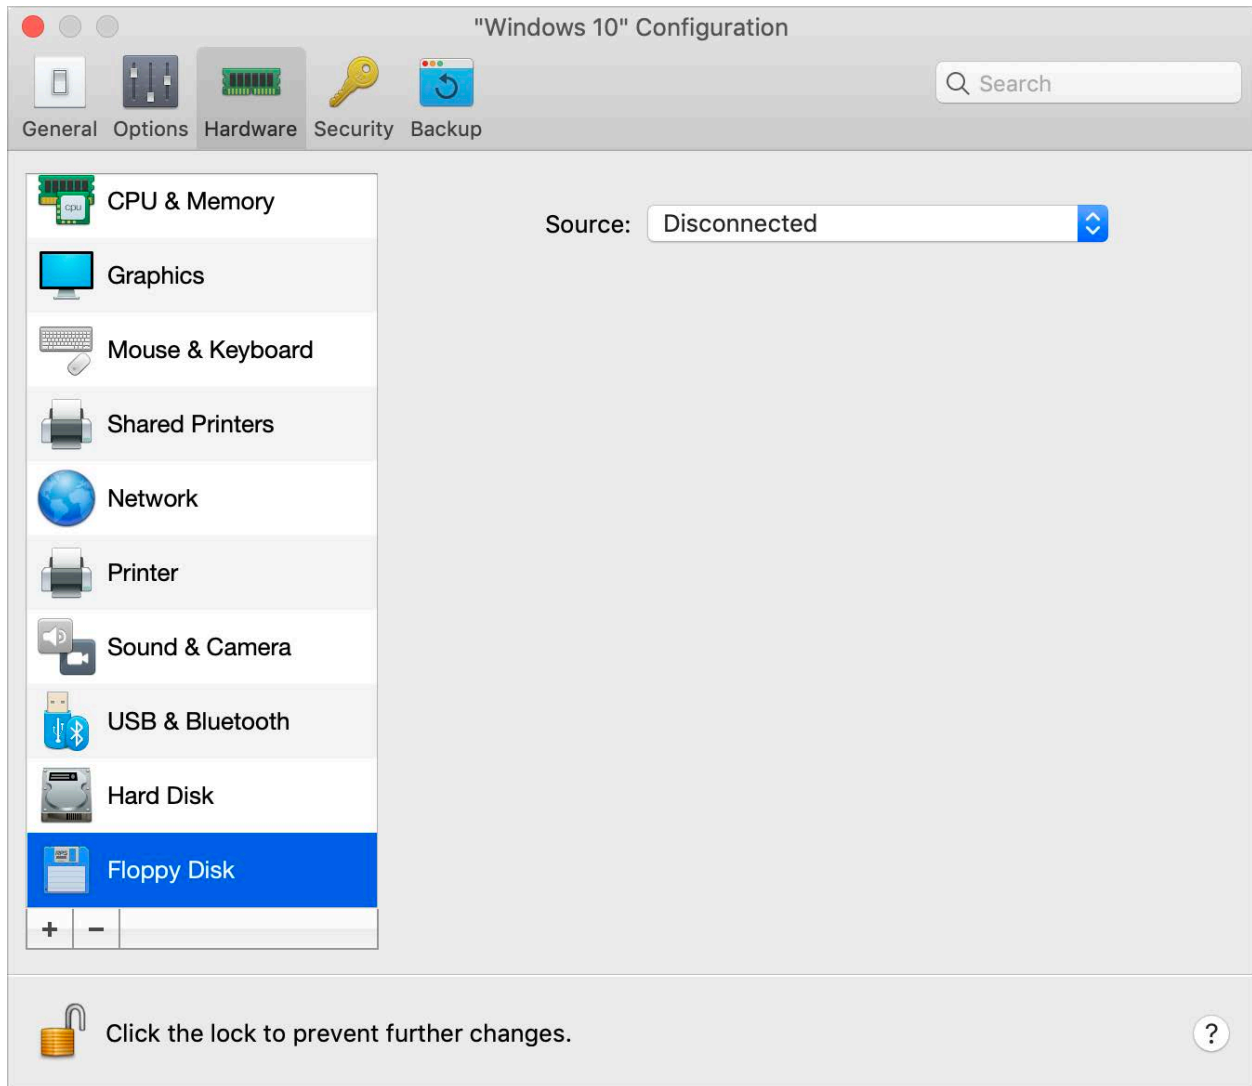 "Windows 10" Configuration
Search
General Options Hardware Security Backup
CPU & Memory
cpu
Source: Disconnected
Graphics
Mouse & Keyboard
Shared Printers
Network
Printer
Sound & Camera
USB & Bluetooth
Hard Disk
Floppy Disk
+ −
Click the lock to prevent further changes.
?